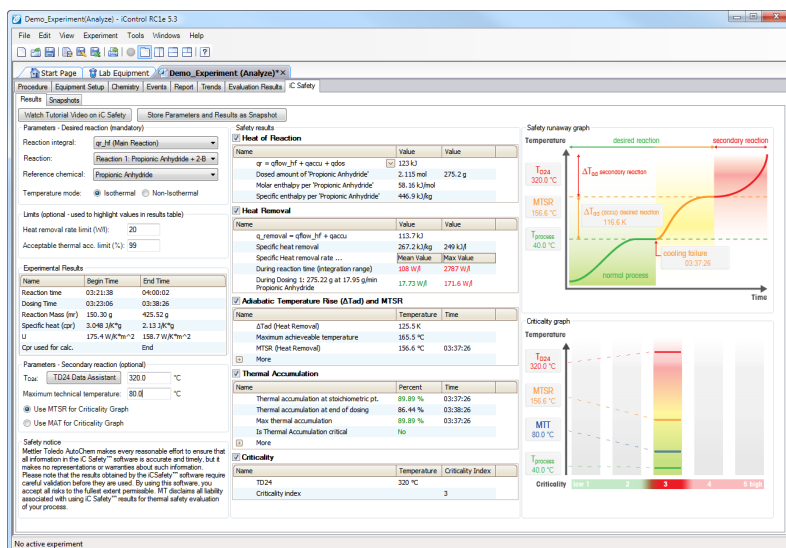 Demo_Experiment(Analyze) - iControl RC1e 5.3
File Edit View Experiment Tools Windows Help
Start Page Lab Equipment Demo_Experiment (Analyze)*
Procedure Equipment Setup Chemistry Events Report Trends Evaluation Results iC Safety
Results Snapshots
Watch Tutorial Video on iC Safety Store Parameters and Results as Snapshot
Parameters - Desired reaction (mandatory)
Reaction integral: qr_hf (Main Reaction)
Reaction: Reaction 1: Propionic Anhydride + 2-B
Reference chemical: Propionic Anhydride
Temperature mode: Isothermal Non-Isothermal
Limits (optional - used to highlight values in results table)
Heat removal rate limit (W/l): 20
Acceptable thermal acc. limit (%): 99
Experimental Results
Name Begin Time End Time
Reaction time 03:21:38 04:00:02
Dosing Time 03:23:06 03:38:26
Reaction Mass (mr) 150.30 g 425.52 g
Specific heat (cpr) 3.048 J/K*g 2.13 J/K*g
U 175.4 W/K*m^2 158.7 W/K*m^2
Cpr used for calc. End
Parameters - Secondary reaction (optional)
TD24: TD24 Data Assistant 320.0 °C
Maximum technical temperature: 80.0 °C
Use MTSR for Criticality Graph
Use MAT for Criticality Graph
Safety notice
Mettler Toledo AutoChem makes every reasonable effort to ensure that
all information in the iC Safety™ software is accurate and timely, but it
makes no representations or warranties about such information.
Please note that the results obtained by the iC Safety™ software require
careful validation before they are used. By using this software, you
accept all risks to the fullest extent permissible. MT disclaims all liability
associated with using iC Safety™ results for thermal safety evaluation
of your process.
Safety results
Heat of Reaction
Name Value Value
qr = qflow_hf + qaccu + qdos 123 kJ
Dosed amount of 'Propionic Anhydride' 2.115 mol 275.2 g
Molar enthalpy per 'Propionic Anhydride' 58.16 kJ/mol
Specific enthalpy per 'Propionic Anhydride' 446.9 kJ/kg
Heat Removal
Name Value Value
q_removal = qflow_hf + qaccu 113.7 kJ
Specific heat removal 267.2 kJ/kg 249 kJ/l
Specific Heat removal rate ... Mean Value Max Value
During reaction time (integration range) 108 W/l 2787 W/l
During Dosing 1: 275.22 g at 17.95 g/min
Propionic Anhydride 17.73 W/l 171.6 W/l
Adiabatic Temperature Rise (ΔTad) and MTSR
Name Temperature Time
ΔTad (Heat Removal) 125.5 K
Maximum achieveable temperature 165.5 °C
MTSR (Heat Removal) 156.6 °C 03:37:26
More
Thermal Accumulation
Name Percent Time
Thermal accumulation at stoichiometric pt. 89.89 % 03:37:26
Thermal accumulation at end of dosing 86.44 % 03:38:26
Max thermal accumulation 89.89 % 03:37:26
Is Thermal Accumulation critical No
More
Criticality
Name Temperature Criticality Index
TD24 320 °C
Criticality index 3
Safety runaway graph
Temperature desired reaction secondary reaction
TD24
320.0 °C
ΔTad secondary reaction
MTSR
156.6 °C
ΔTad (accu) desired reaction
116.6 K
Tprocess
40.0 °C
cooling failure
03:37:26
normal process
Time
Criticality graph
Temperature
TD24
320.0 °C
MTSR
156.6 °C
MTT
80.0 °C
Tprocess
40.0 °C
Criticality low 1 2 3 4 5 high
No active experiment